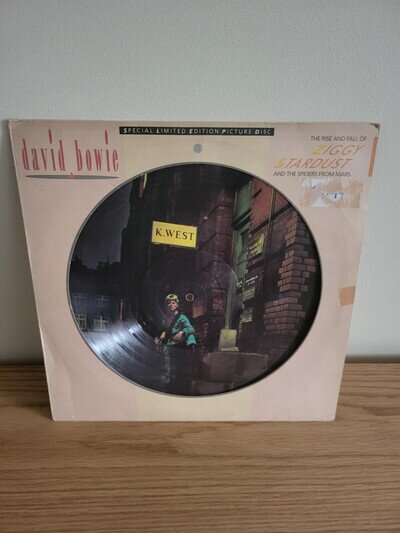 SPECIAL LIMITED EDITION PICTURE DISC
david bowie
THE RISE AND FALL OF
ZIGGY
STARDUST
AND THE SPIDERS FROM MARS
K.WEST